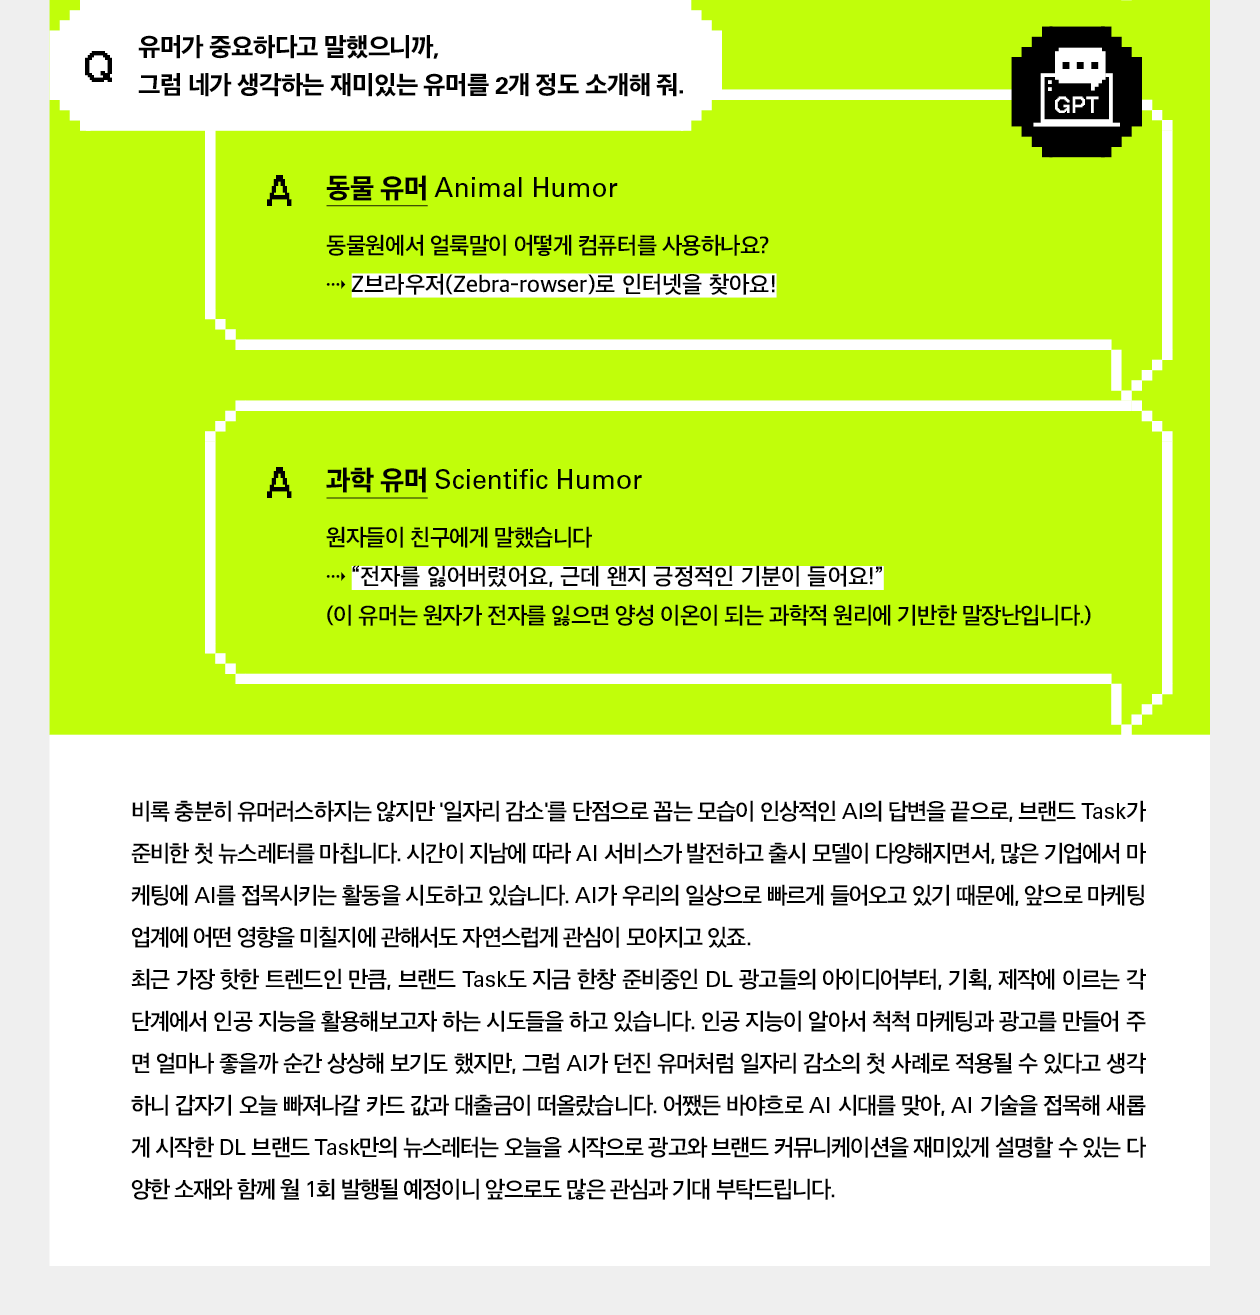 Q 유머가 중요하다고 말했으니까,
그럼 네가 생각하는 재미있는 유머를 2개 정도 소개해 줘.
GPT
A 동물 유머 Animal Humor
동물원에서 얼룩말이 어떻게 컴퓨터를 사용하나요?
⇢ Z브라우저(Zebra-rowser)로 인터넷을 찾아요!
A 과학 유머 Scientific Humor
원자들이 친구에게 말했습니다
⇢ “전자를 잃어버렸어요, 근데 왠지 긍정적인 기분이 들어요!”
(이 유머는 원자가 전자를 잃으면 양성 이온이 되는 과학적 원리에 기반한 말장난입니다.)
비록 충분히 유머러스하지는 않지만 '일자리 감소'를 단점으로 꼽는 모습이 인상적인 AI의 답변을 끝으로, 브랜드 Task가
준비한 첫 뉴스레터를 마칩니다. 시간이 지남에 따라 AI 서비스가 발전하고 출시 모델이 다양해지면서, 많은 기업에서 마
케팅에 AI를 접목시키는 활동을 시도하고 있습니다. AI가 우리의 일상으로 빠르게 들어오고 있기 때문에, 앞으로 마케팅
업계에 어떤 영향을 미칠지에 관해서도 자연스럽게 관심이 모아지고 있죠.
최근 가장 핫한 트렌드인 만큼, 브랜드 Task도 지금 한창 준비중인 DL 광고들의 아이디어부터, 기획, 제작에 이르는 각
단계에서 인공 지능을 활용해보고자 하는 시도들을 하고 있습니다. 인공 지능이 알아서 척척 마케팅과 광고를 만들어 주
면 얼마나 좋을까 순간 상상해 보기도 했지만, 그럼 AI가 던진 유머처럼 일자리 감소의 첫 사례로 적용될 수 있다고 생각
하니 갑자기 오늘 빠져나갈 카드 값과 대출금이 떠올랐습니다. 어쨌든 바야흐로 AI 시대를 맞아, AI 기술을 접목해 새롭
게 시작한 DL 브랜드 Task만의 뉴스레터는 오늘을 시작으로 광고와 브랜드 커뮤니케이션을 재미있게 설명할 수 있는 다
양한 소재와 함께 월 1회 발행될 예정이니 앞으로도 많은 관심과 기대 부탁드립니다.